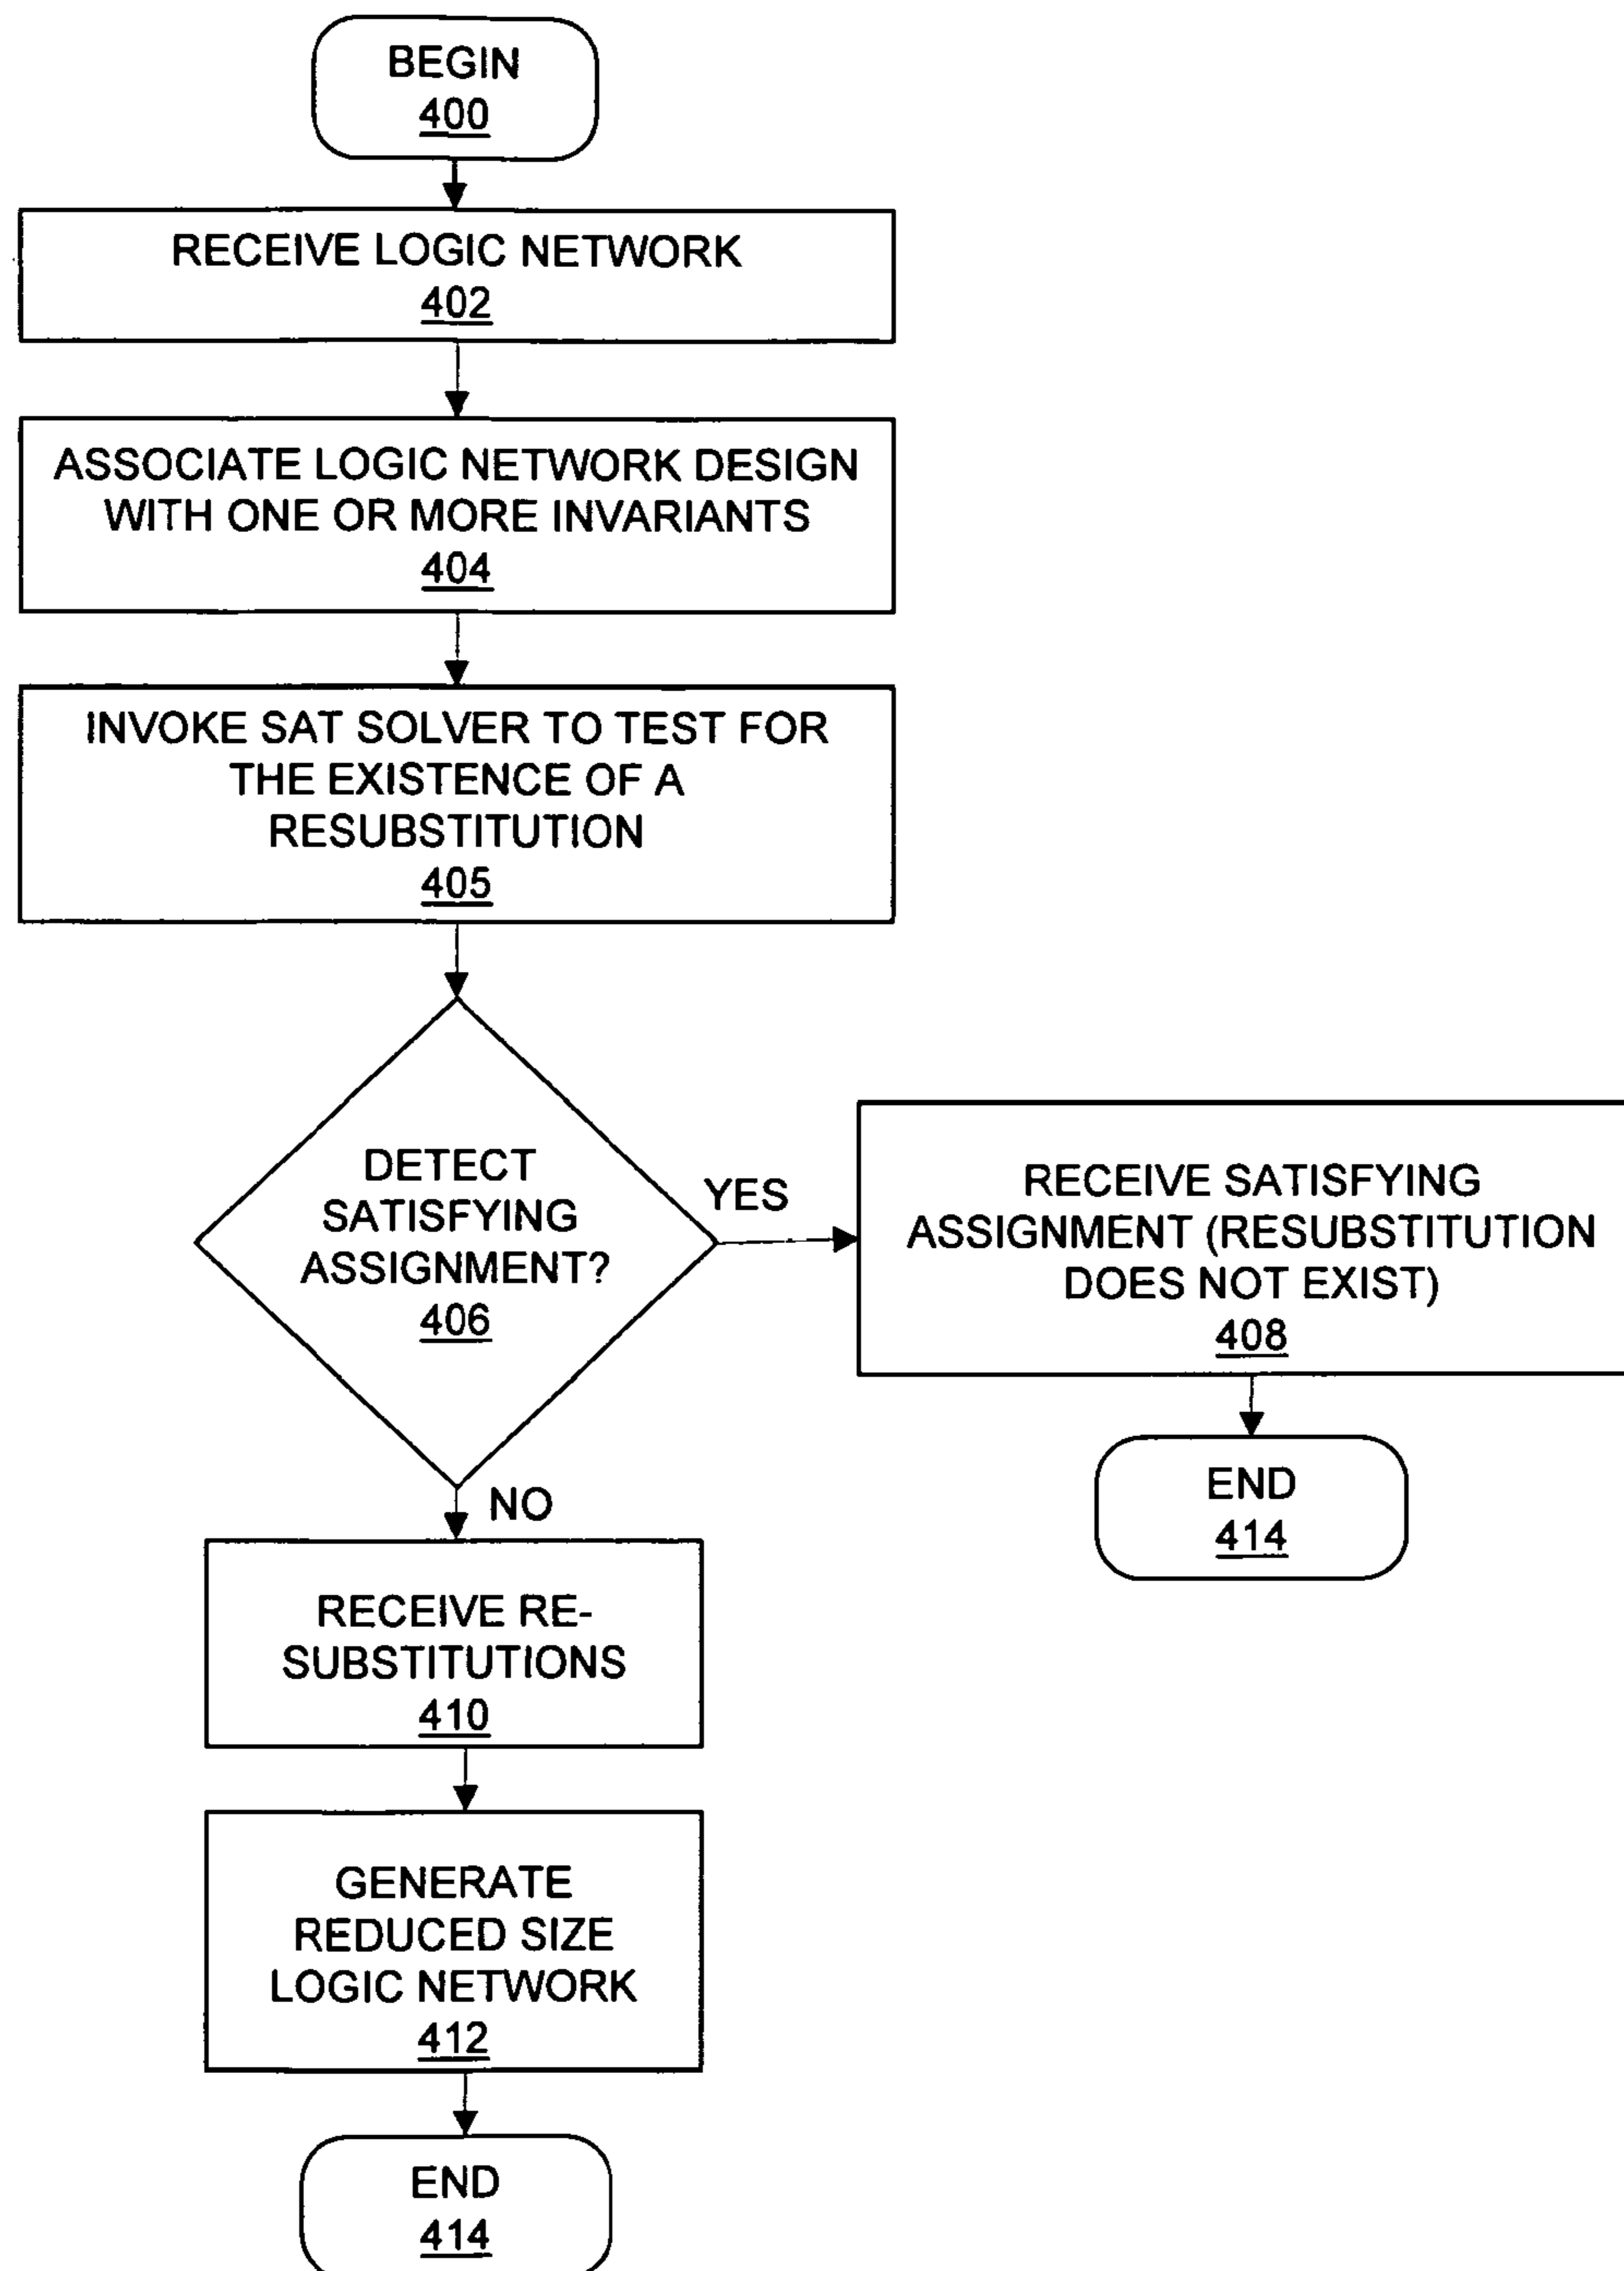 BEGIN
400
RECEIVE LOGIC NETWORK
402
ASSOCIATE LOGIC NETWORK DESIGN
WITH ONE OR MORE INVARIANTS
404
INVOKE SAT SOLVER TO TEST FOR
THE EXISTENCE OF A
RESUBSTITUTION
405
DETECT
SATISFYING
ASSIGNMENT?
406
YES
RECEIVE SATISFYING
ASSIGNMENT (RESUBSTITUTION
DOES NOT EXIST)
408
END
414
NO
RECEIVE RE-
SUBSTITUTIONS
410
GENERATE
REDUCED SIZE
LOGIC NETWORK
412
END
414